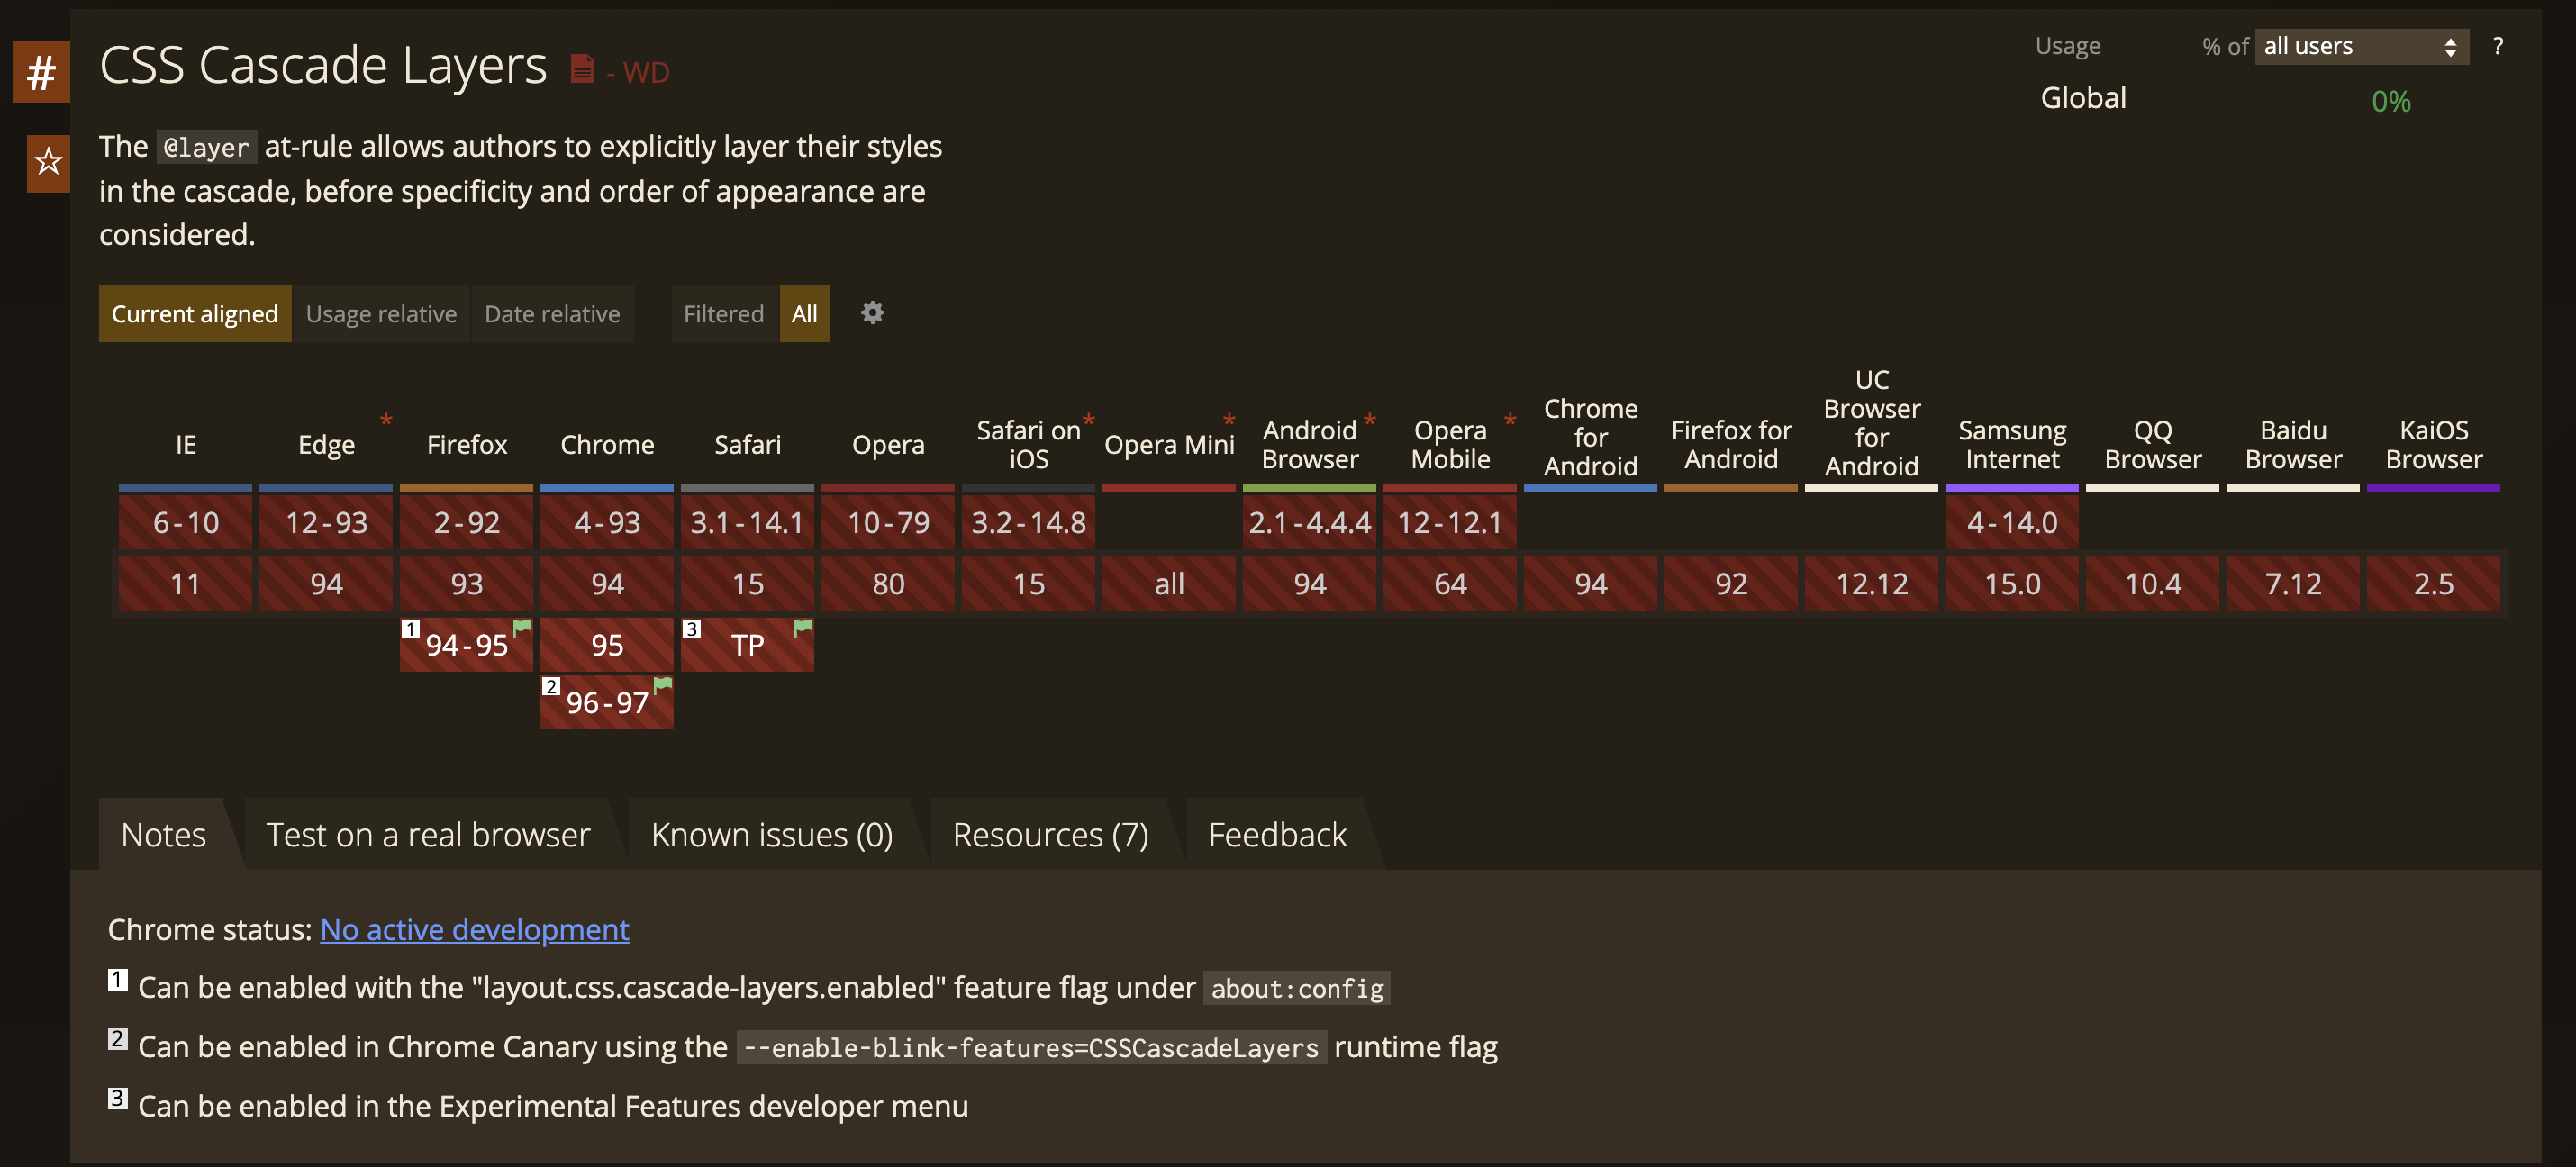 #
CSS Cascade Layers - WD
Usage % of all users ?
Global 0%
The @layer at-rule allows authors to explicitly layer their styles
in the cascade, before specificity and order of appearance are
considered.
Current aligned Usage relative Date relative Filtered All
IE
Edge *
Firefox
Chrome
Safari
Opera
Safari on *
iOS
Opera Mini *
Android *
Browser
Opera *
Mobile
Chrome
for
Android
Firefox for
Android
UC
Browser
for
Android
Samsung
Internet
QQ
Browser
Baidu
Browser
KaiOS
Browser
6-10 12-93 2-92 4-93 3.1-14.1 10-79 3.2-14.8 2.1-4.4.4 12-12.1 4-14.0
11 94 93 94 15 80 15 all 94 64 94 92 12.12 15.0 10.4 7.12 2.5
1 94-95 95 3 TP
2 96-97
Notes Test on a real browser Known issues (0) Resources (7) Feedback
Chrome status: No active development
1 Can be enabled with the "layout.css.cascade-layers.enabled" feature flag under about:config
2 Can be enabled in Chrome Canary using the --enable-blink-features=CSSCascadeLayers runtime flag
3 Can be enabled in the Experimental Features developer menu